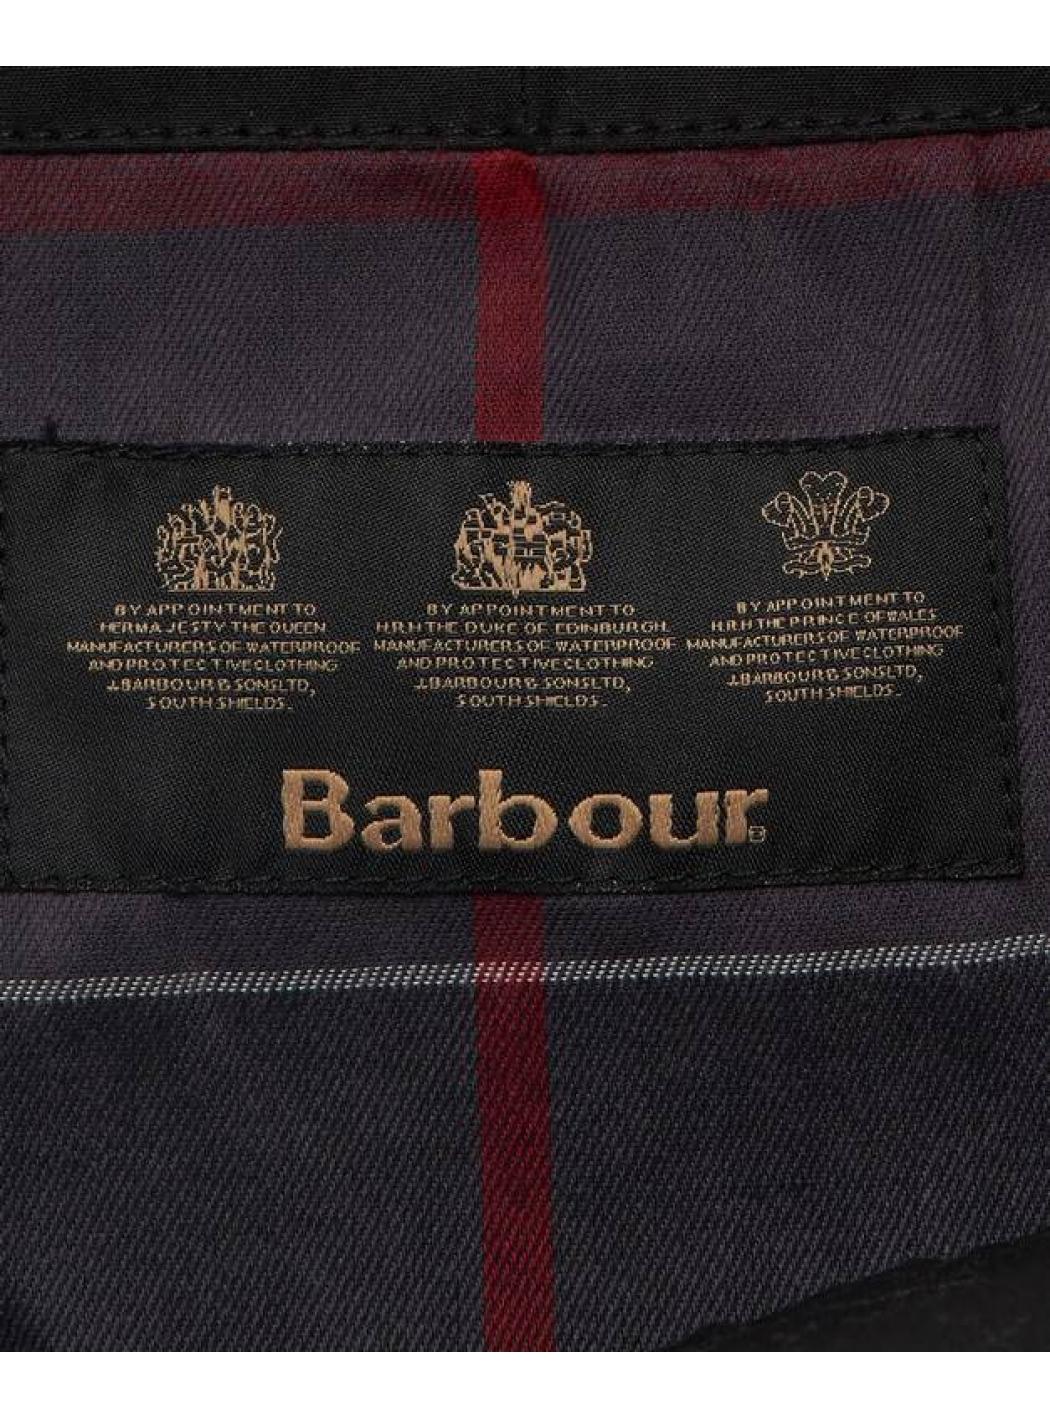 BY APPOINTMENT TO
HER MAJESTY THE QUEEN
MANUFACTURERS OF WATERPROOF
AND PROTECTIVE CLOTHING
J.BARBOUR & SONS LTD,
SOUTH SHIELDS.
BY APPOINTMENT TO
H.R.H THE DUKE OF EDINBURGH
MANUFACTURERS OF WATERPROOF
AND PROTECTIVE CLOTHING
J.BARBOUR & SONS LTD,
SOUTH SHIELDS.
BY APPOINTMENT TO
H.R.H THE PRINCE OF WALES
MANUFACTURERS OF WATERPROOF
AND PROTECTIVE CLOTHING
J.BARBOUR & SONS LTD,
SOUTH SHIELDS.
Barbour®